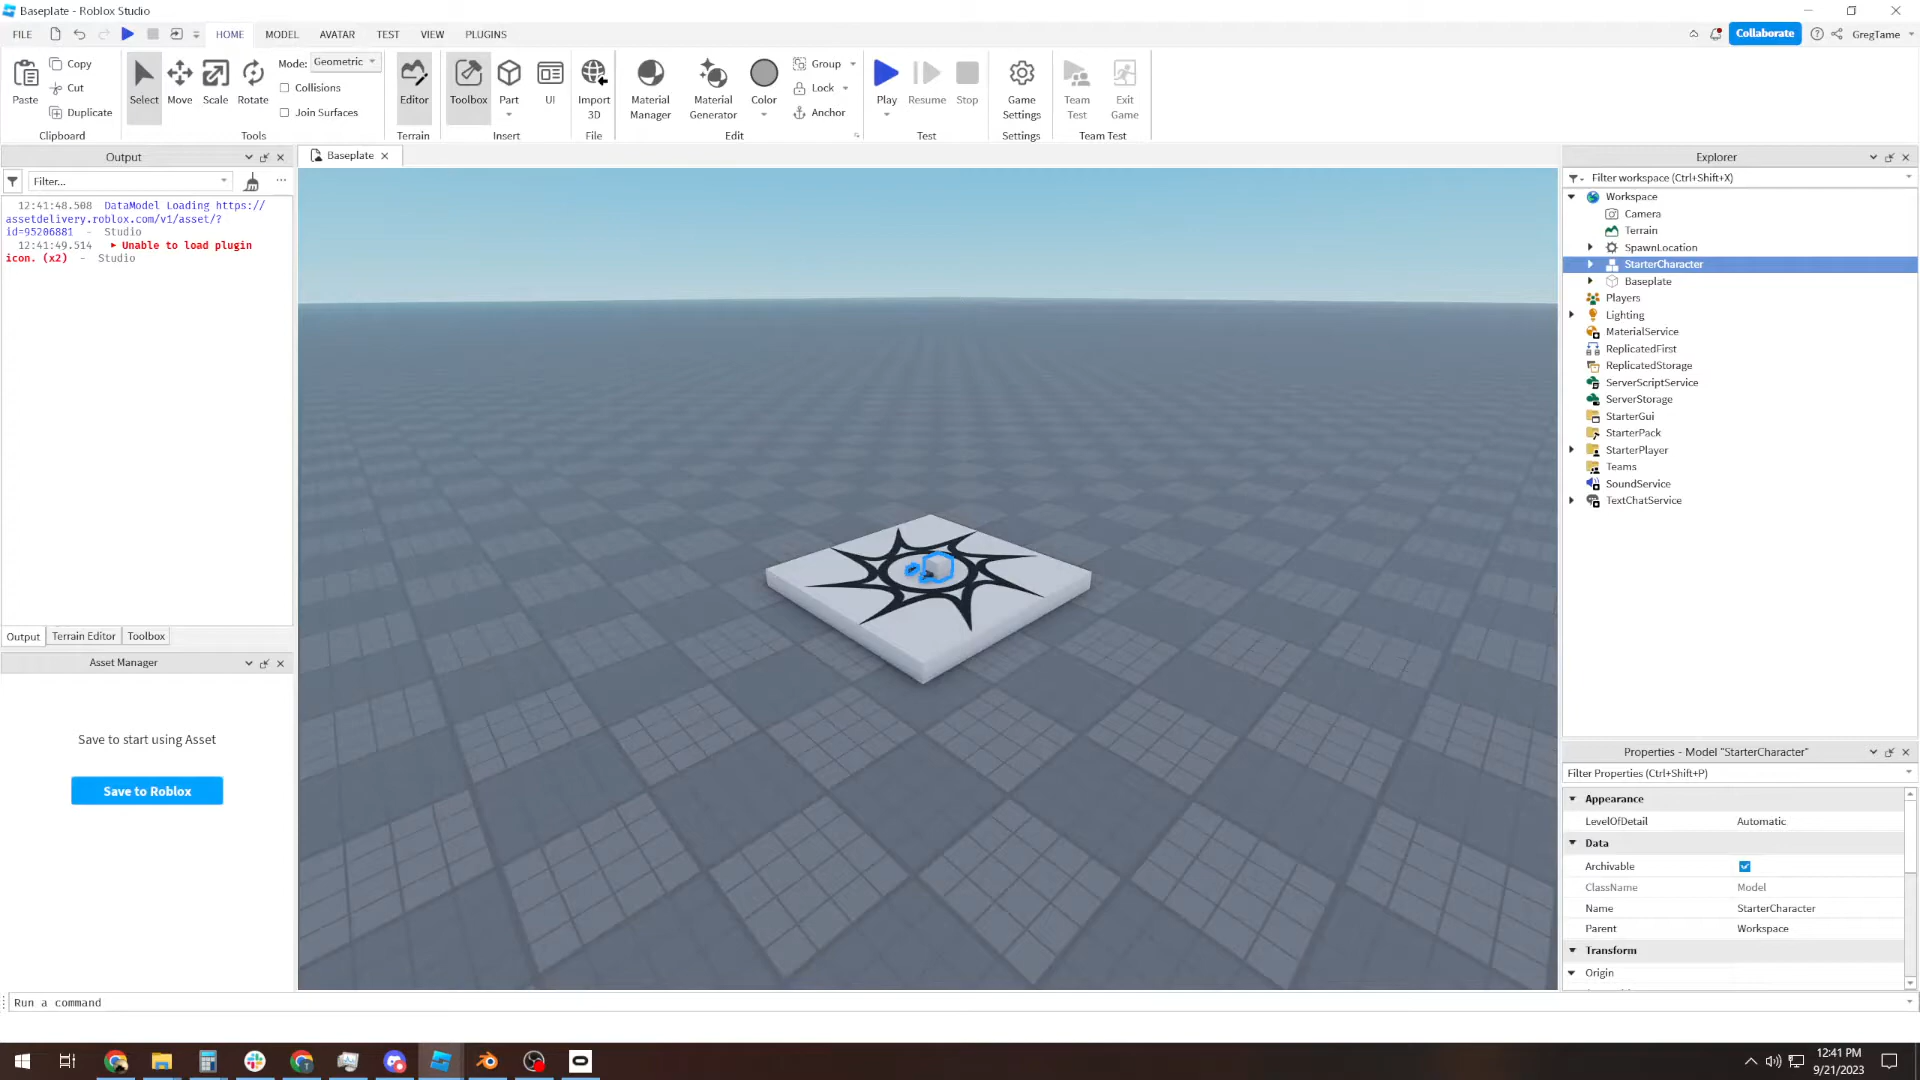 Baseplate - Roblox Studio
FILE
HOME
MODEL
AVATAR
TEST
VIEW
PLUGINS
Collaborate
GregTame
Paste
Copy
Cut
Duplicate
Clipboard
Select
Move
Scale
Rotate
Mode: Geometric
Collisions
Join Surfaces
Tools
Editor
Terrain
Toolbox
Part
UI
Insert
Import
3D
File
Material
Manager
Material
Generator
Color
Group
Lock
Anchor
Edit
Play
Resume
Stop
Test
Game
Settings
Settings
Team
Test
Exit
Game
Team Test
Output
Filter...
12:41:48.508 DataModel Loading https://
assetdelivery.roblox.com/v1/asset/?
id=95206881 - Studio
12:41:49.514 Unable to load plugin
icon. (x2) - Studio
Output
Terrain Editor
Toolbox
Asset Manager
Save to start using Asset
Save to Roblox
Baseplate
Explorer
Filter workspace (Ctrl+Shift+X)
Workspace
Camera
Terrain
SpawnLocation
StarterCharacter
Baseplate
Players
Lighting
MaterialService
ReplicatedFirst
ReplicatedStorage
ServerScriptService
ServerStorage
StarterGui
StarterPack
StarterPlayer
Teams
SoundService
TextChatService
Properties - Model "StarterCharacter"
Filter Properties (Ctrl+Shift+P)
Appearance
LevelOfDetail Automatic
Data
Archivable
ClassName Model
Name StarterCharacter
Parent Workspace
Transform
Origin
Run a command
12:41 PM
9/21/2023